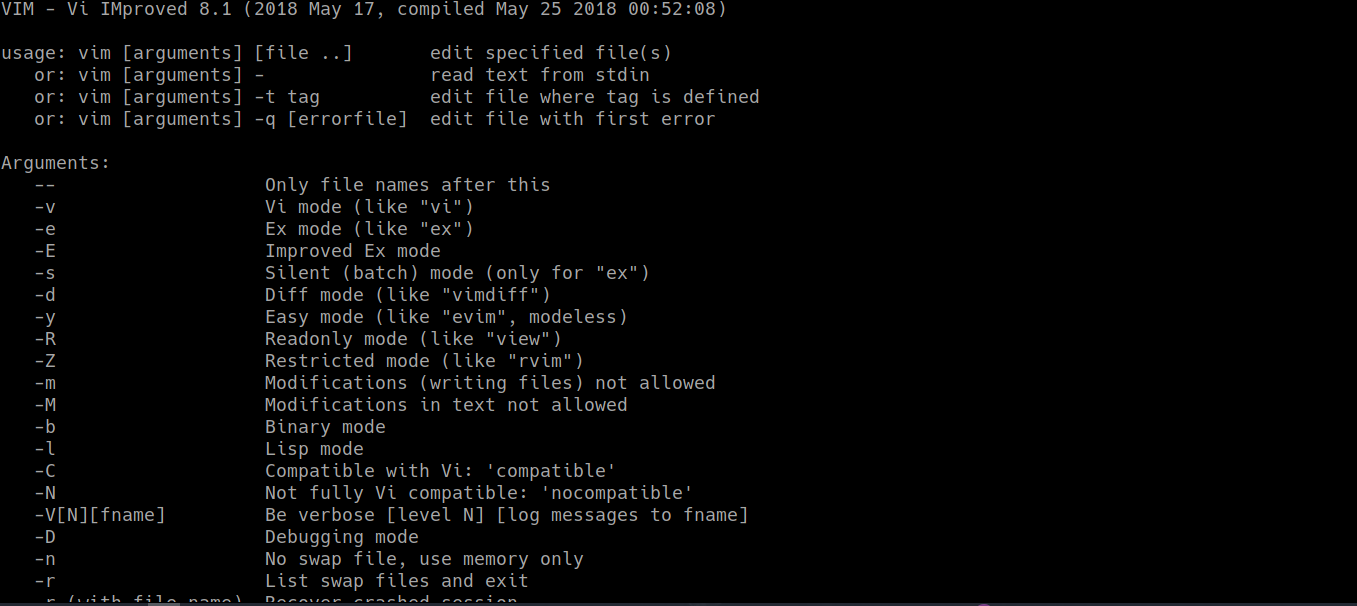 VIM - Vi IMproved 8.1 (2018 May 17, compiled May 25 2018 00:52:08)
usage: vim [arguments] [file ..]       edit specified file(s)
   or: vim [arguments] -               read text from stdin
   or: vim [arguments] -t tag          edit file where tag is defined
   or: vim [arguments] -q [errorfile]  edit file with first error
Arguments:
   --                   Only file names after this
   -v                   Vi mode (like "vi")
   -e                   Ex mode (like "ex")
   -E                   Improved Ex mode
   -s                   Silent (batch) mode (only for "ex")
   -d                   Diff mode (like "vimdiff")
   -y                   Easy mode (like "evim", modeless)
   -R                   Readonly mode (like "view")
   -Z                   Restricted mode (like "rvim")
   -m                   Modifications (writing files) not allowed
   -M                   Modifications in text not allowed
   -b                   Binary mode
   -l                   Lisp mode
   -C                   Compatible with Vi: 'compatible'
   -N                   Not fully Vi compatible: 'nocompatible'
   -V[N][fname]         Be verbose [level N] [log messages to fname]
   -D                   Debugging mode
   -n                   No swap file, use memory only
   -r                   List swap files and exit
   -r (with file name)  Recover crashed session